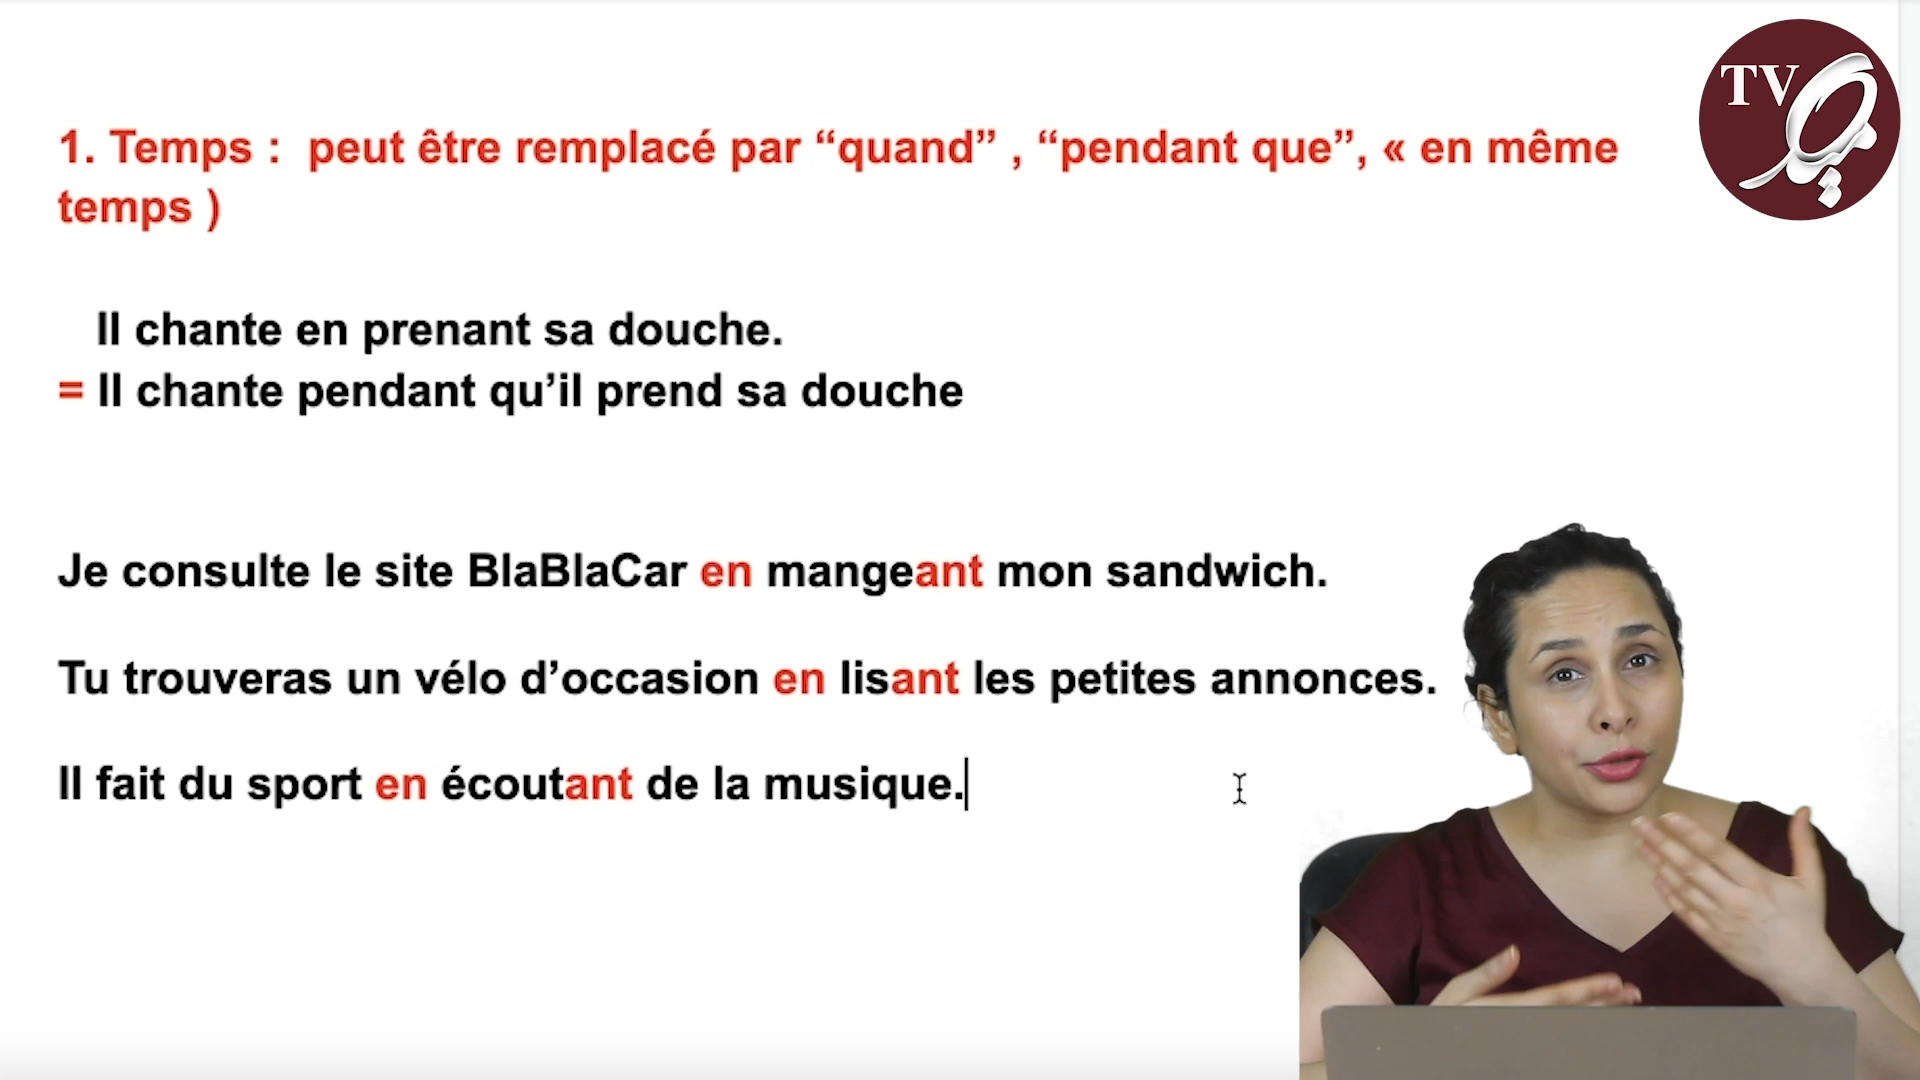 TV
1. Temps :  peut être remplacé par “quand” , “pendant que”, « en même
temps )
Il chante en prenant sa douche.
= Il chante pendant qu’il prend sa douche
Je consulte le site BlaBlaCar en mangeant mon sandwich.
Tu trouveras un vélo d’occasion en lisant les petites annonces.
Il fait du sport en écoutant de la musique.